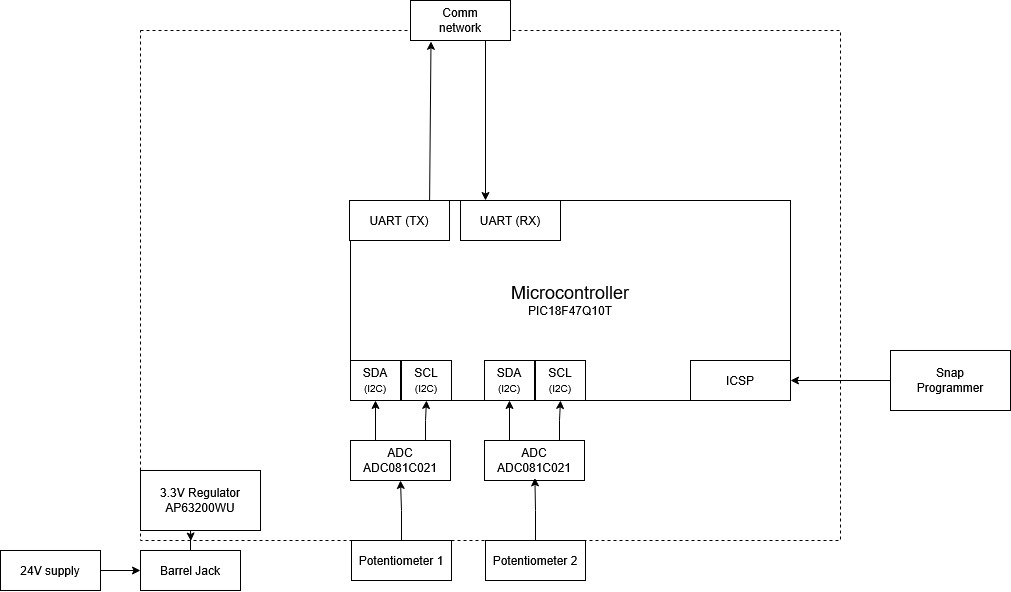 Comm
network
UART (TX)
UART (RX)
Microcontroller
PIC18F47Q10T
SDA
(I2C)
SCL
(I2C)
SDA
(I2C)
SCL
(I2C)
ICSP
Snap
Programmer
ADC
ADC081C021
ADC
ADC081C021
3.3V Regulator
AP63200WU
24V supply
Barrel Jack
Potentiometer 1
Potentiometer 2